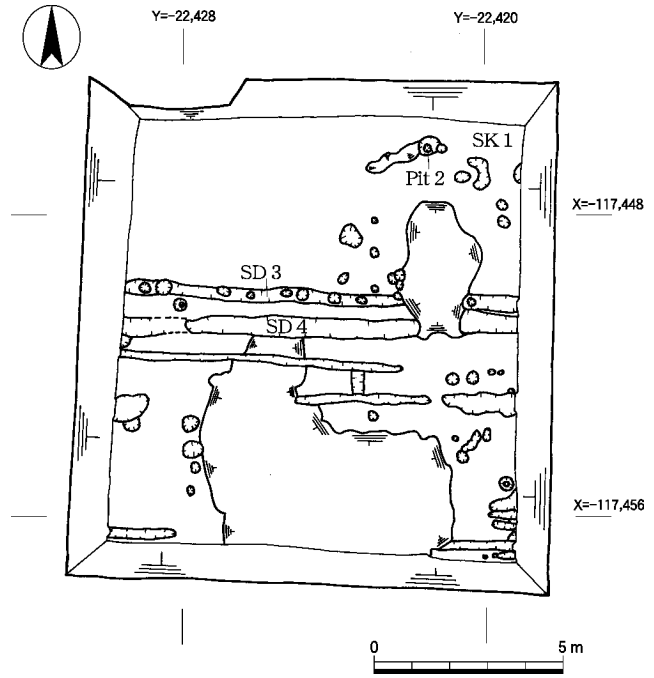 Y=-22,428
Y=-22,420
SK 1
Pit 2
X=-117,448
SD 3
SD 4
X=-117,456
0
5 m